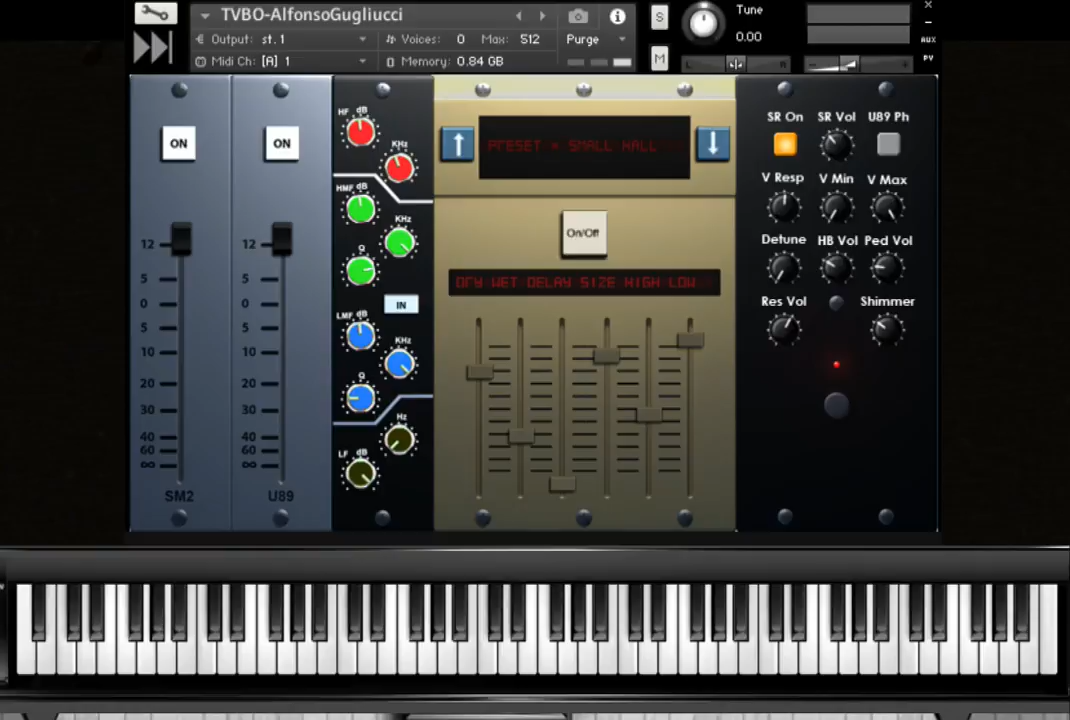 TVBO-AlfonsoGugliucci
Output: st.1
Voices: 0 Max: 512
Purge
Midi Ch: [A] 1
Memory: 0.84 GB
S
M
Tune
0.00
L R
AUX
PV
ON
ON
12
5
0
5
10
20
30
40
60
∞
SM2
12
5
0
5
10
20
30
40
60
∞
U89
HF dB
KHz
HMF dB
KHz
Q
IN
LMF dB
KHz
Q
Hz
LF dB
PRESET = SMALL HALL
On/Off
DRY WET DELAY SIZE HIGH LOW
SR On SR Vol U89 Ph
V Resp V Min V Max
Detune HB Vol Ped Vol
Res Vol Shimmer